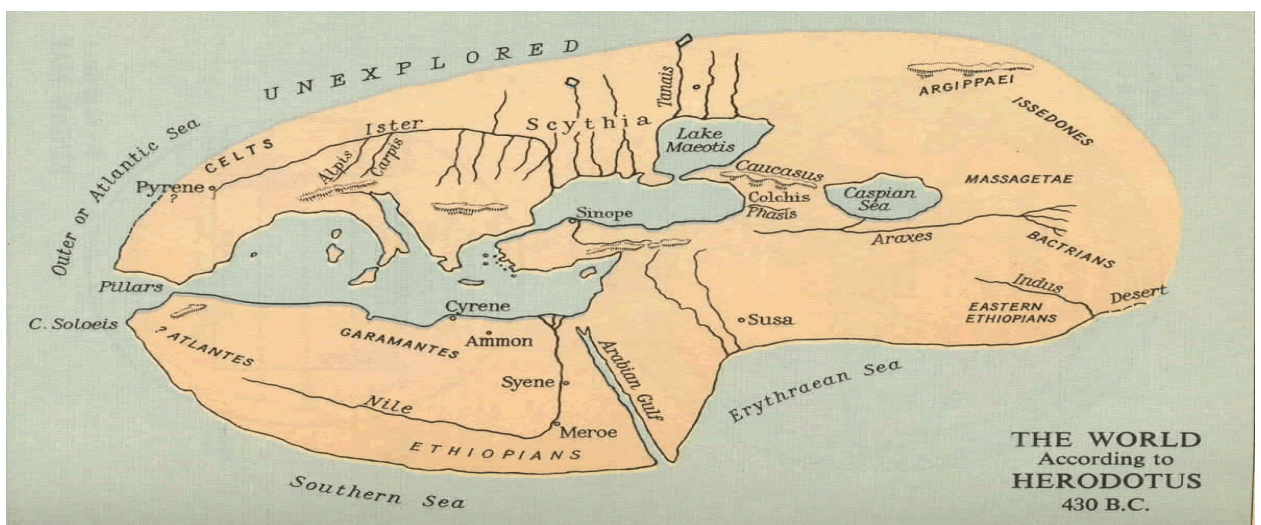 UNEXPLORED
Outer or Atlantic Sea
CELTS
Ister
Scythia
Tanais
Lake
Maeotis
ARGIPPAEI
ISSEDONES
Pyrene
?
Alpis
Carpis
Caucasus
Colchis
Phasis
Caspian
Sea
MASSAGETAE
Sinope
Araxes
BACTRIANS
Pillars
Indus
Desert
C. Soloeis
Cyrene
EASTERN
ETHIOPIANS
? ATLANTES
GARAMANTES
Ammon
Susa
Arabian Gulf
Syene
Erythraean Sea
Nile
Meroe
ETHIOPIANS
Southern Sea
THE WORLD
According to
HERODOTUS
430 B.C.